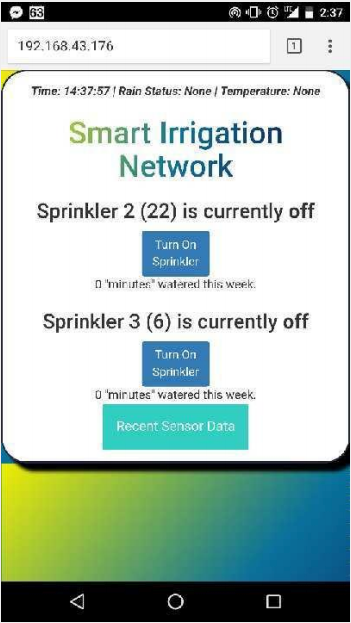 63
2:37
192.168.43.176
1
Time: 14:37:57 | Rain Status: None | Temperature: None
Smart Irrigation
Network
Sprinkler 2 (22) is currently off
Turn On
Sprinkler
0 "minutes" watered this week.
Sprinkler 3 (6) is currently off
Turn On
Sprinkler
0 "minutes" watered this week.
Recent Sensor Data